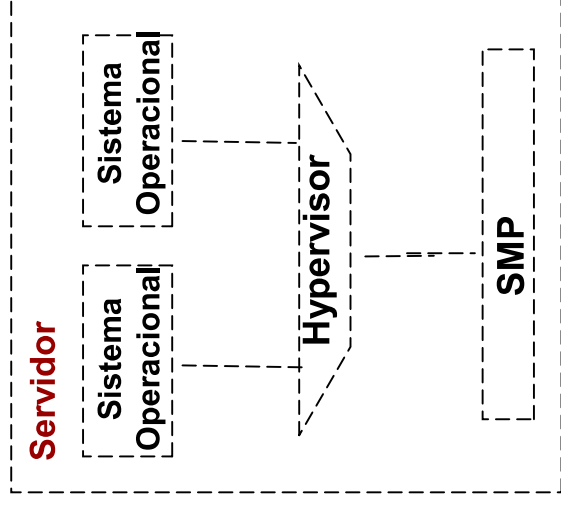 Servidor
Sistema
Operacional
Sistema
Operacional
Hypervisor
SMP